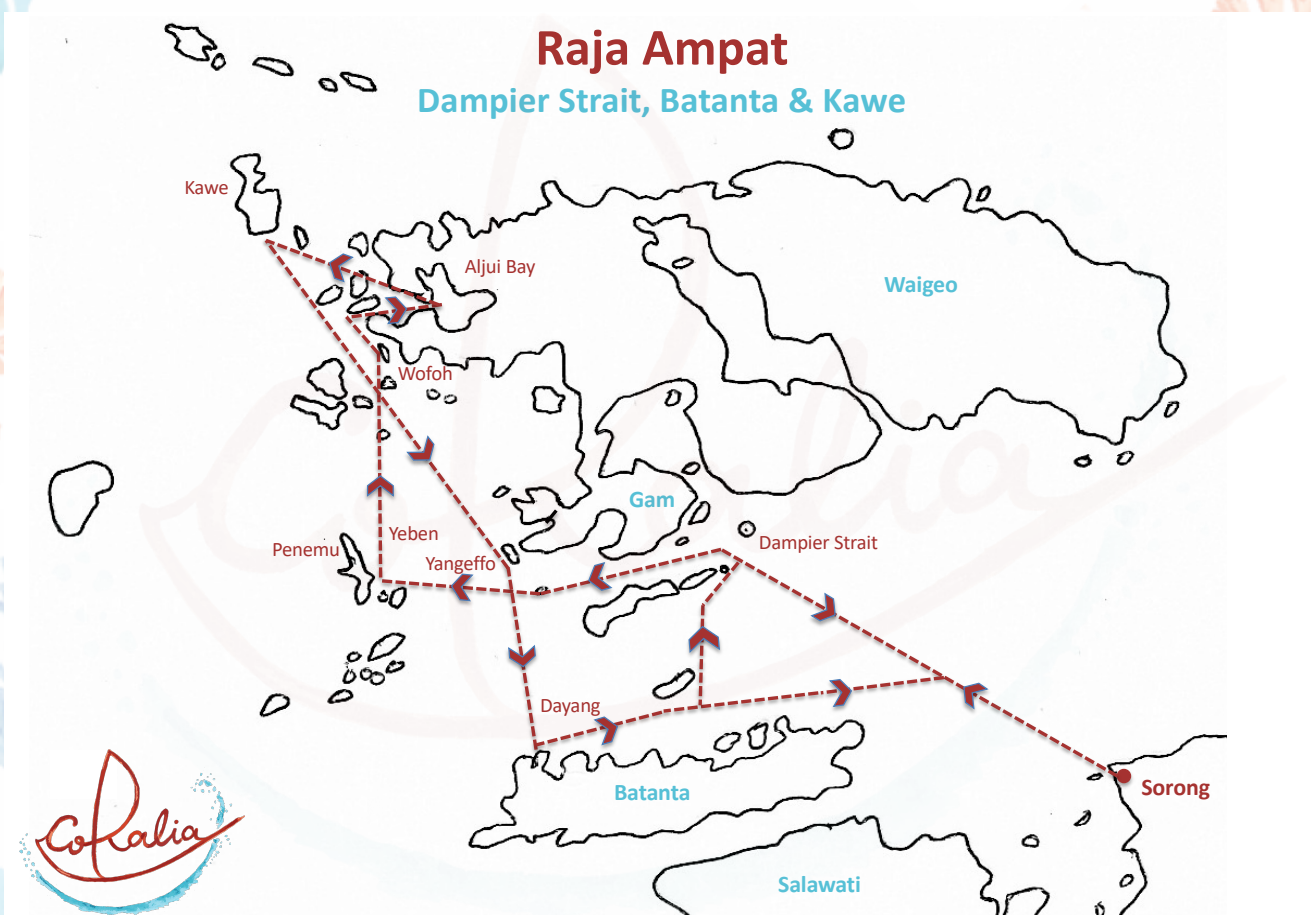 Raja Ampat
Dampier Strait, Batanta & Kawe
Kawe
Aljui Bay
Waigeo
Wofoh
Gam
Yeben
Penemu
Dampier Strait
Yangeffo
Dayang
Batanta
Sorong
CoRalia
Salawati